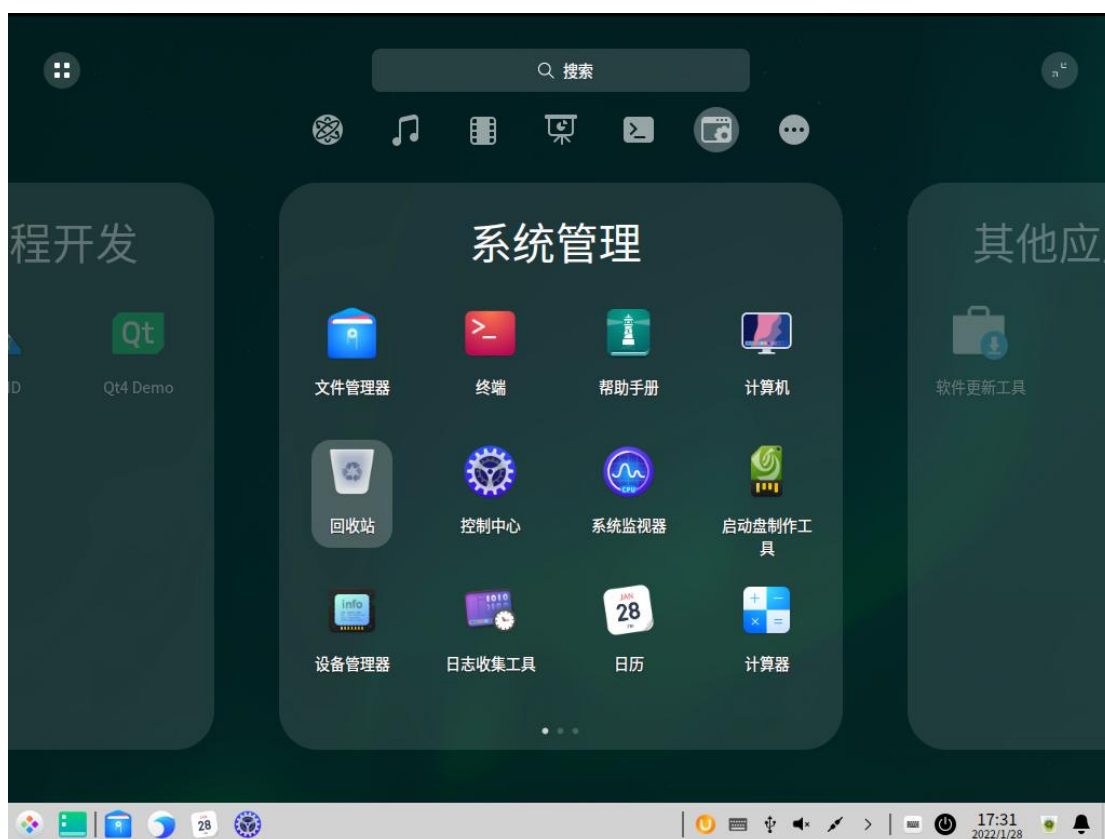 搜索
程开发
系统管理
其他应
Qt
>_
ID
Qt4 Demo
文件管理器
终端
帮助手册
计算机
软件更新工具
CPU
回收站
控制中心
系统监视器
启动盘制作工
具
info
1010
JAN
28
设备管理器
日志收集工具
日历
计算器
28
17:31
2022/1/28